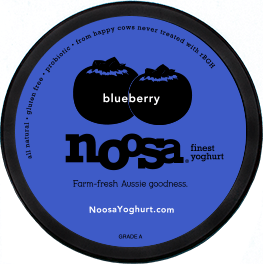 all natural • gluten free • probiotic • from happy cows never treated with rBGH
blueberry
noosa®
finest
yoghurt
Farm-fresh Aussie goodness.
NoosaYoghurt.com
GRADE A